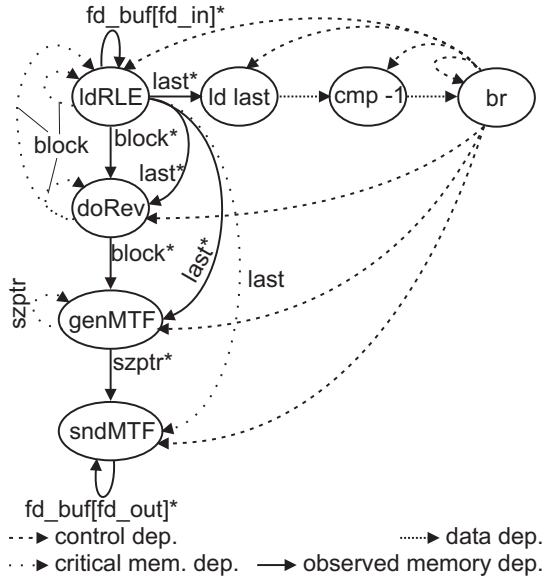 fd_buf[fd_in]*
ldRLE
last*
ld last
cmp -1
br
block*
block
last*
doRev
block*
last*
last
szptr
genMTF
szptr*
sndMTF
fd_buf[fd_out]*
control dep.
data dep.
critical mem. dep.
observed memory dep.